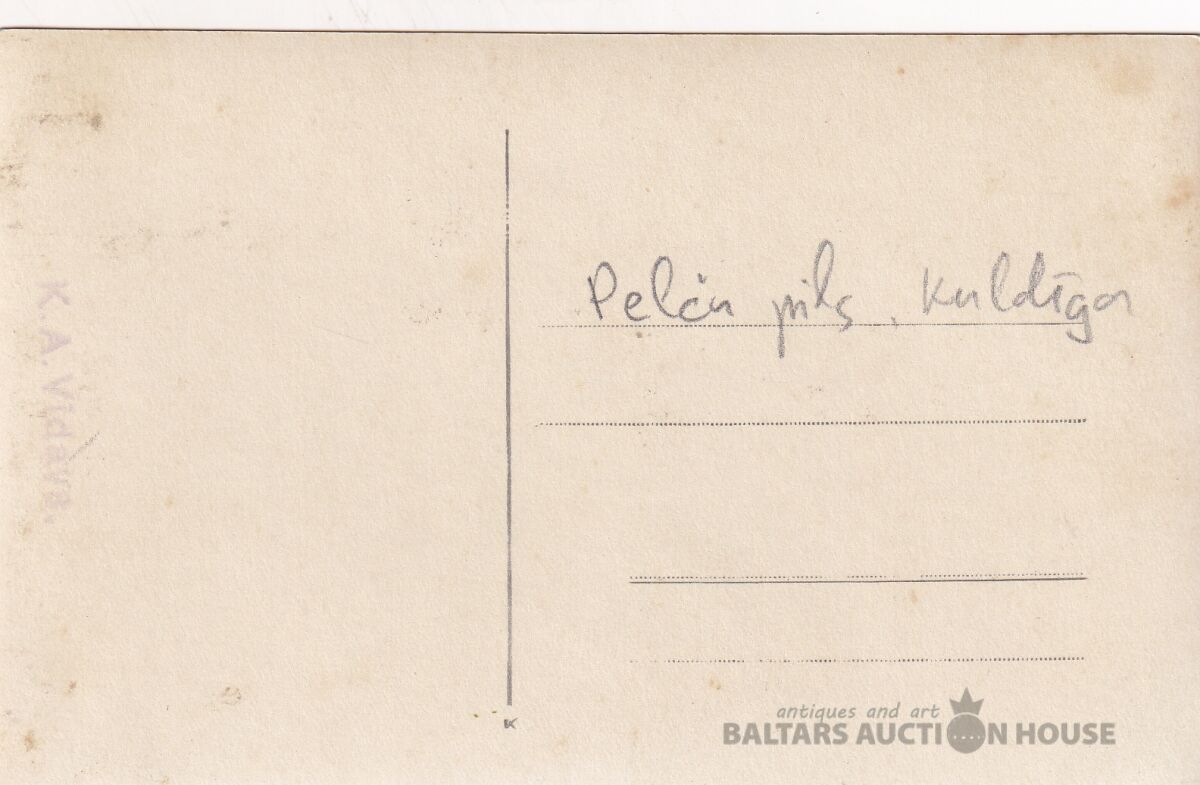 Pelču pils, Kuldīga
K. A. Vidava.
K
antiques and art
BALTARS AUCTION HOUSE